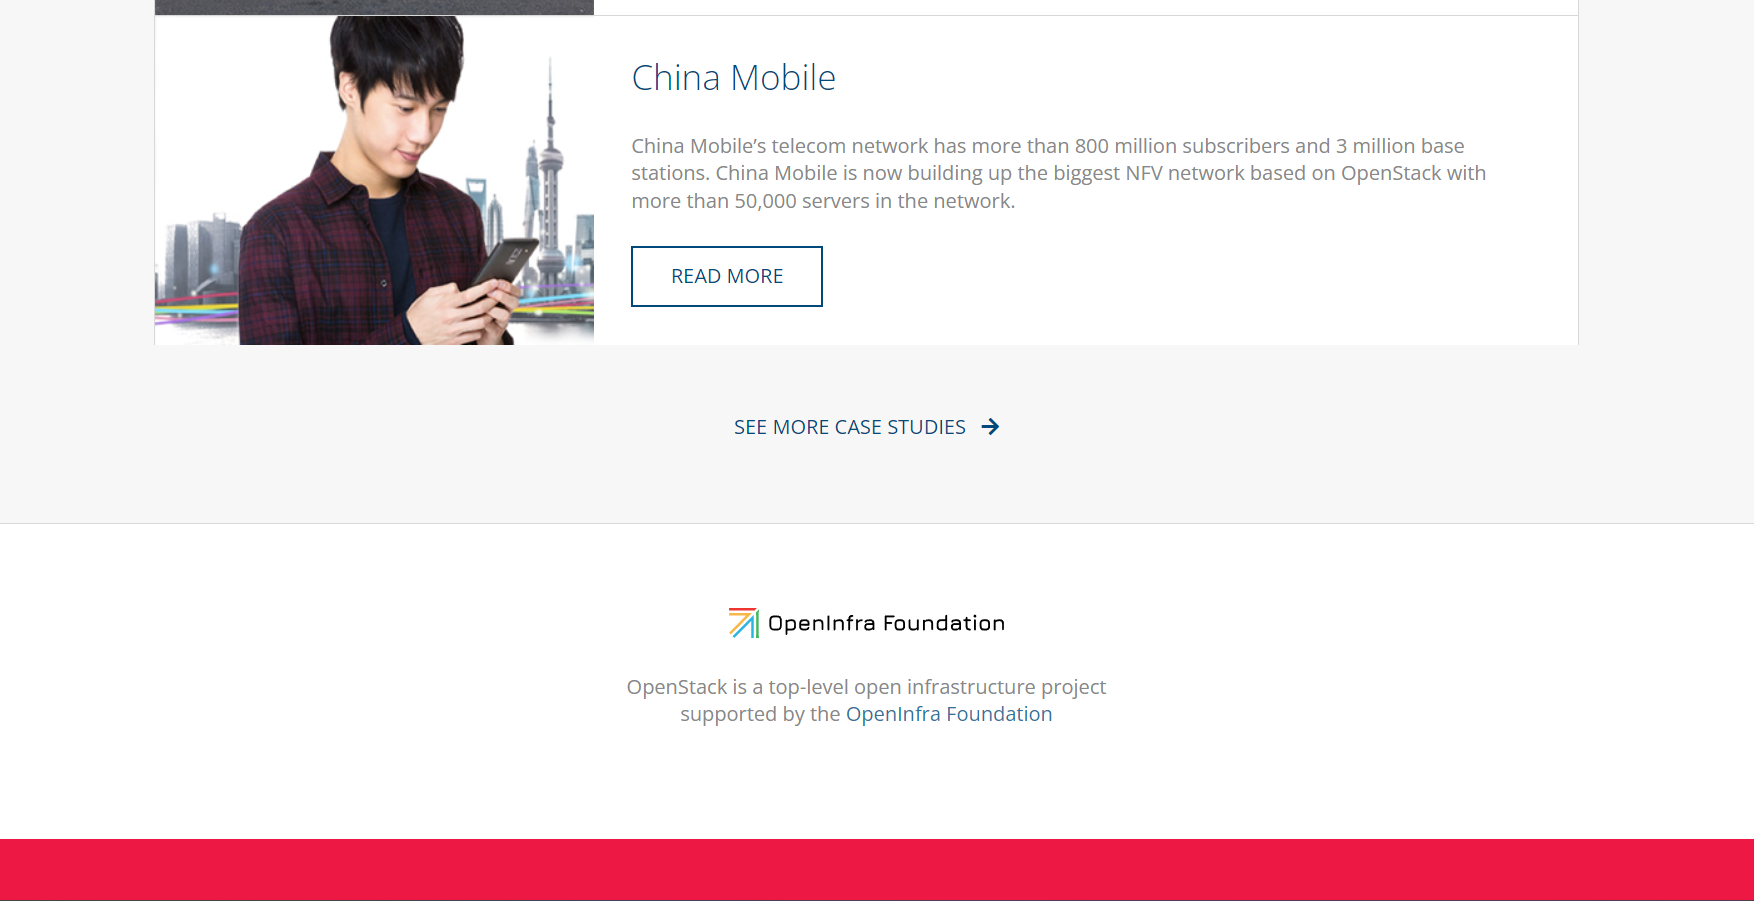 China Mobile
China Mobile’s telecom network has more than 800 million subscribers and 3 million base
stations. China Mobile is now building up the biggest NFV network based on OpenStack with
more than 50,000 servers in the network.
READ MORE
SEE MORE CASE STUDIES
OpenInfra Foundation
OpenStack is a top-level open infrastructure project
supported by the OpenInfra Foundation